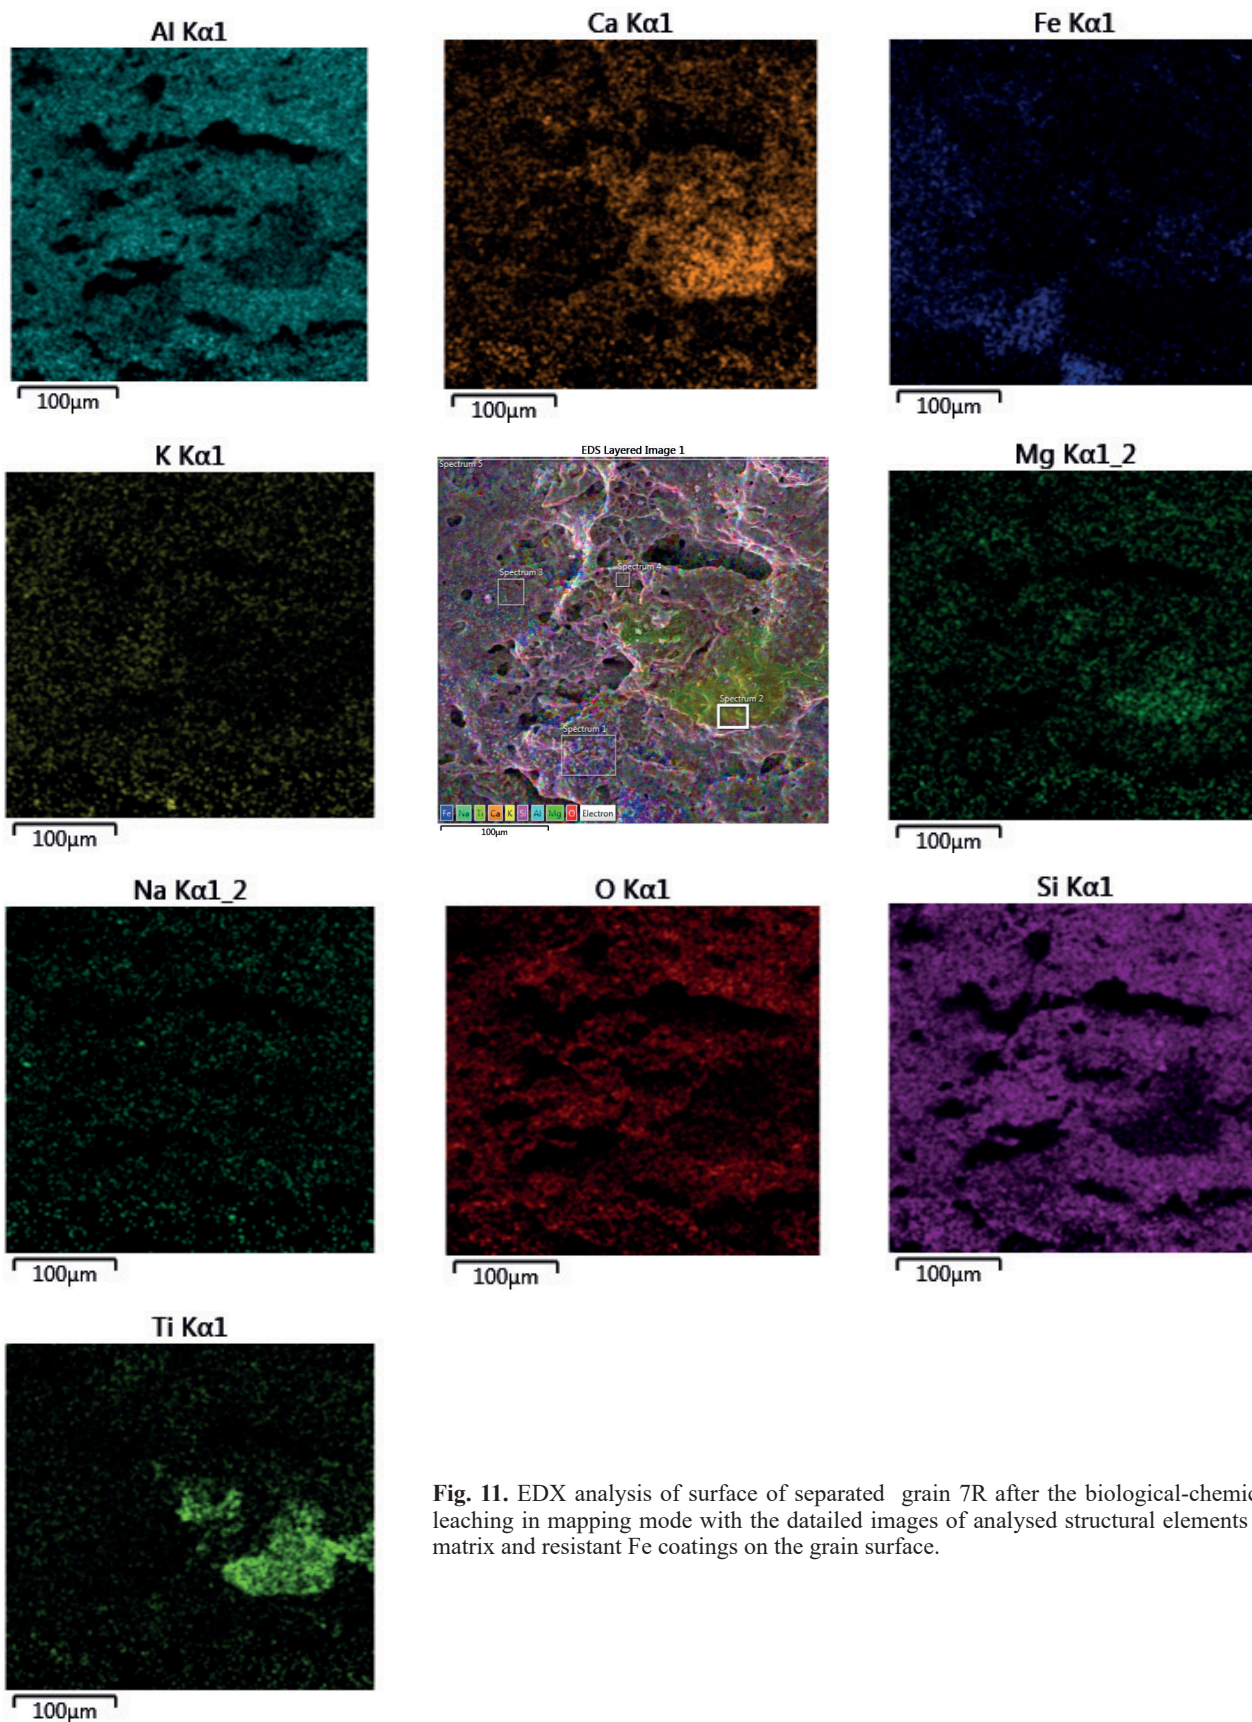 Al Kα1
Ca Kα1
Fe Kα1
100µm
100µm
100µm
K Kα1
EDS Layered Image 1
Mg Kα1_2
Spectrum 5
Spectrum 3
Spectrum 4
Spectrum 2
Spectrum 1
Fe Na Ti Ca K Si Al Mg O Electron
100µm
100µm
100µm
Na Kα1_2
O Kα1
Si Kα1
100µm
100µm
100µm
Ti Kα1
100µm
Fig. 11. EDX analysis of surface of separated grain 7R after the biological-chemic
leaching in mapping mode with the datailed images of analysed structural elements
matrix and resistant Fe coatings on the grain surface.